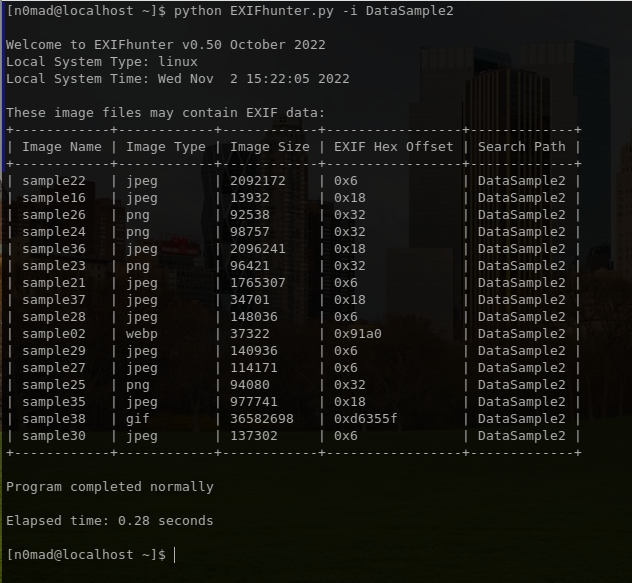 [n0mad@localhost ~]$ python EXIFhunter.py -i DataSample2
Welcome to EXIFhunter v0.50 October 2022
Local System Type: linux
Local System Time: Wed Nov  2 15:22:05 2022
These image files may contain EXIF data:
+------------+------------+------------+-----------------+-------------+
| Image Name | Image Type | Image Size | EXIF Hex Offset | Search Path |
+------------+------------+------------+-----------------+-------------+
| sample22   | jpeg       | 2092172    | 0x6             | DataSample2 |
| sample16   | jpeg       | 13932      | 0x18            | DataSample2 |
| sample26   | png        | 92538      | 0x32            | DataSample2 |
| sample24   | png        | 98757      | 0x32            | DataSample2 |
| sample36   | jpeg       | 2096241    | 0x18            | DataSample2 |
| sample23   | png        | 96421      | 0x32            | DataSample2 |
| sample21   | jpeg       | 1765307    | 0x6             | DataSample2 |
| sample37   | jpeg       | 34701      | 0x18            | DataSample2 |
| sample28   | jpeg       | 148036     | 0x6             | DataSample2 |
| sample02   | webp       | 37322      | 0x91a0          | DataSample2 |
| sample29   | jpeg       | 140936     | 0x6             | DataSample2 |
| sample27   | jpeg       | 114171     | 0x6             | DataSample2 |
| sample25   | png        | 94080      | 0x32            | DataSample2 |
| sample35   | jpeg       | 977741     | 0x18            | DataSample2 |
| sample38   | gif        | 36582698   | 0xd6355f        | DataSample2 |
| sample30   | jpeg       | 137302     | 0x6             | DataSample2 |
+------------+------------+------------+-----------------+-------------+
Program completed normally
Elapsed time: 0.28 seconds
[n0mad@localhost ~]$